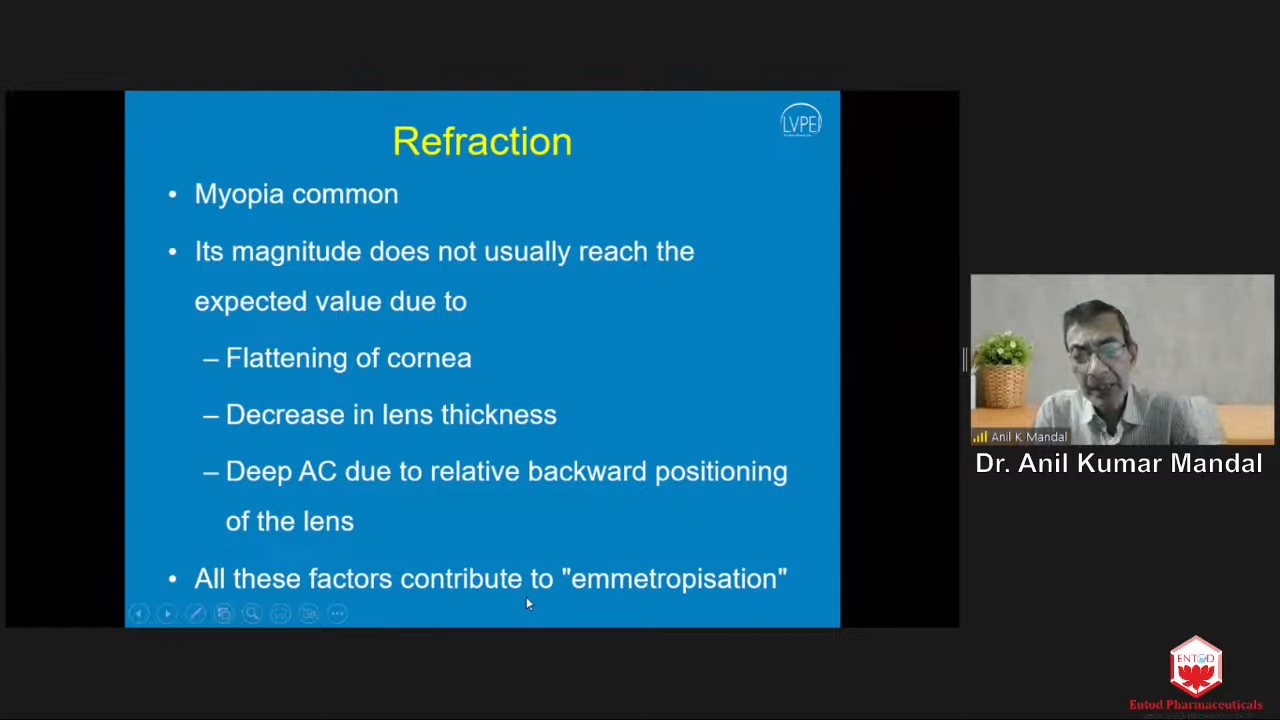 LVPE
Refraction
• Myopia common
• Its magnitude does not usually reach the
expected value due to
– Flattening of cornea
– Decrease in lens thickness
– Deep AC due to relative backward positioning
of the lens
• All these factors contribute to "emmetropisation"
Anil K Mandal
Dr. Anil Kumar Mandal
ENTOD
Entod Pharmaceuticals